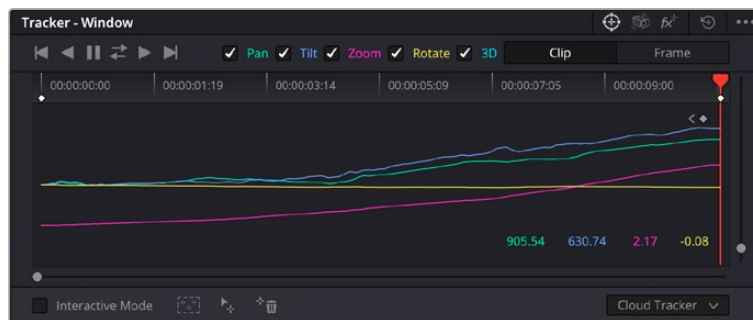 Tracker - Window
Pan Tilt Zoom Rotate 3D Clip Frame
00:00:00:00 00:00:01:19 00:00:03:14 00:00:05:09 00:00:07:05 00:00:09:00
905.54 630.74 2.17 -0.08
Interactive Mode Cloud Tracker